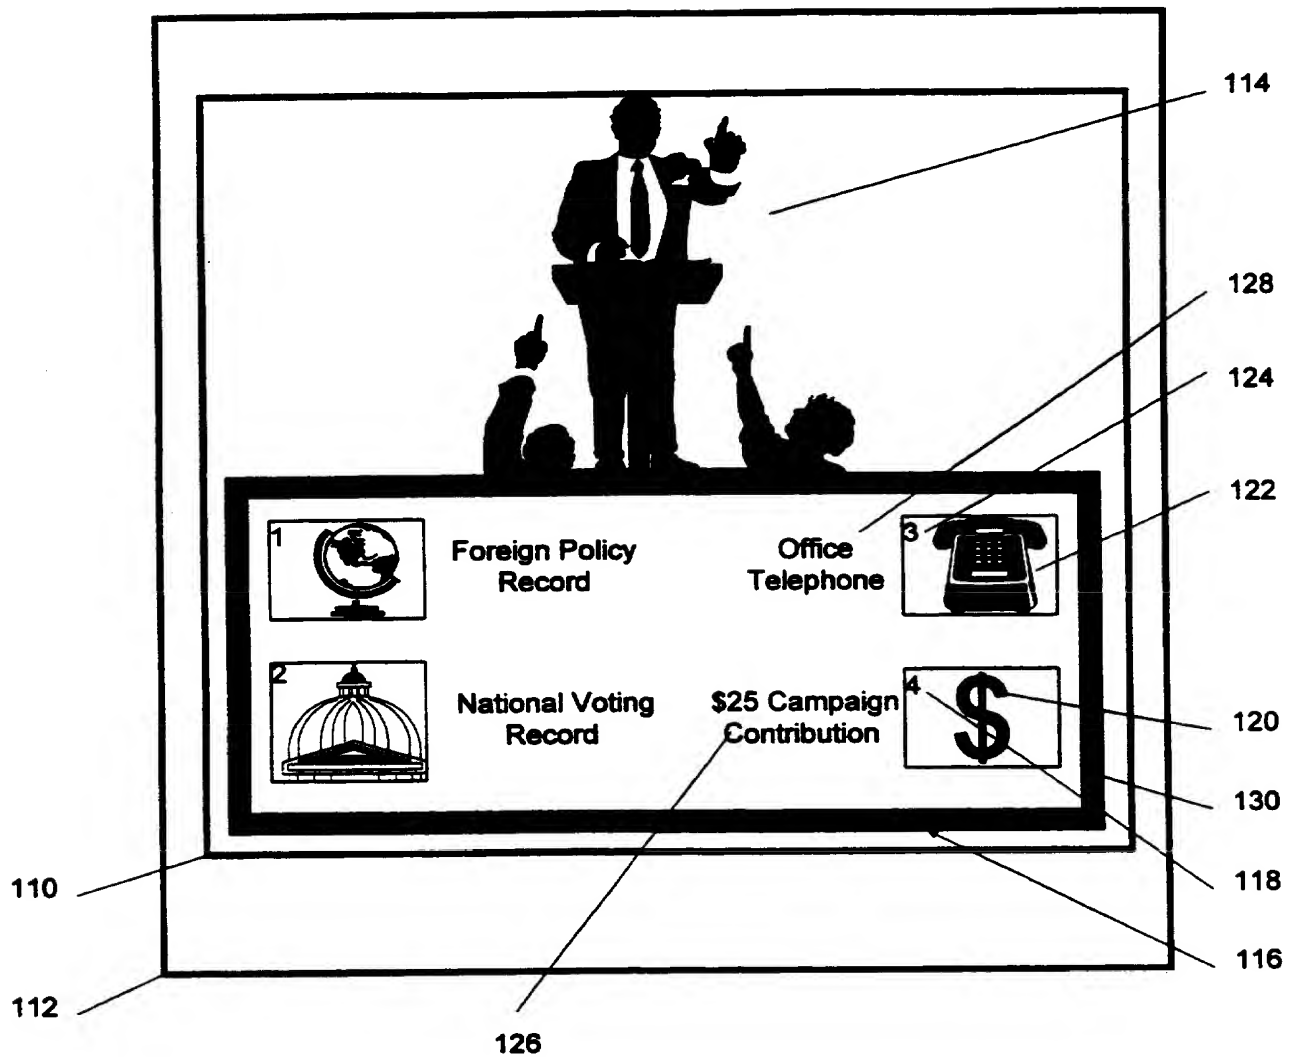 114
128
124
122
1
Foreign Policy
Record
Office
Telephone
3
2
National Voting
Record
$25 Campaign
Contribution
4
120
130
110
118
116
112
126